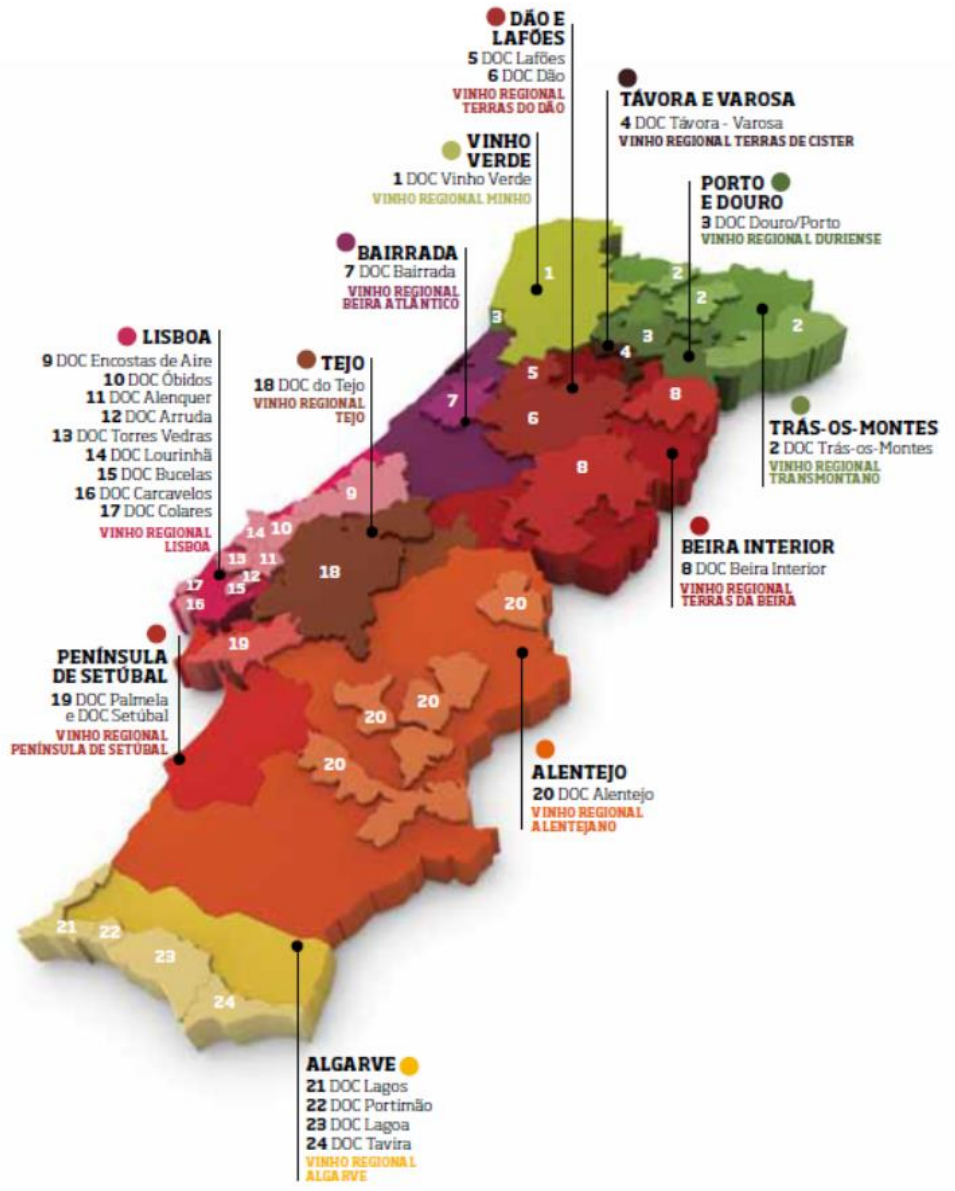 DÃO E
LAFÕES
5 DOC Lafões
6 DOC Dão
VINHO REGIONAL
TERRAS DO DÃO
TÁVORA E VAROSA
4 DOC Távora - Varosa
VINHO REGIONAL TERRAS DE CISTER
VINHO
VERDE
1 DOC Vinho Verde
VINHO REGIONAL MINHO
PORTO
E DOURO
3 DOC Douro/Porto
VINHO REGIONAL DURIENSE
BAIRRADA
7 DOC Bairrada
VINHO REGIONAL
BEIRA ATLÂNTICO
LISBOA
9 DOC Encostas de Aire
10 DOC Óbidos
11 DOC Alenquer
12 DOC Arruda
13 DOC Torres Vedras
14 DOC Lourinhã
15 DOC Bucelas
16 DOC Carcavelos
17 DOC Colares
VINHO REGIONAL
LISBOA
TEJO
18 DOC do Tejo
VINHO REGIONAL
TEJO
1
2
2
2
3
3
4
5
6
7
8
8
TRÁS-OS-MONTES
2 DOC Trás-os-Montes
VINHO REGIONAL
TRANSMONTANO
9
10
14
13
11
12
17
15
16
18
19
BEIRA INTERIOR
8 DOC Beira Interior
VINHO REGIONAL
TERRAS DA BEIRA
PENÍNSULA
DE SETÚBAL
19 DOC Palmela
e DOC Setúbal
VINHO REGIONAL
PENÍNSULA DE SETÚBAL
20
20
20
20
ALENTEJO
20 DOC Alentejo
VINHO REGIONAL
ALENTEJANO
21
22
23
24
ALGARVE
21 DOC Lagos
22 DOC Portimão
23 DOC Lagoa
24 DOC Tavira
VINHO REGIONAL
ALGARVE